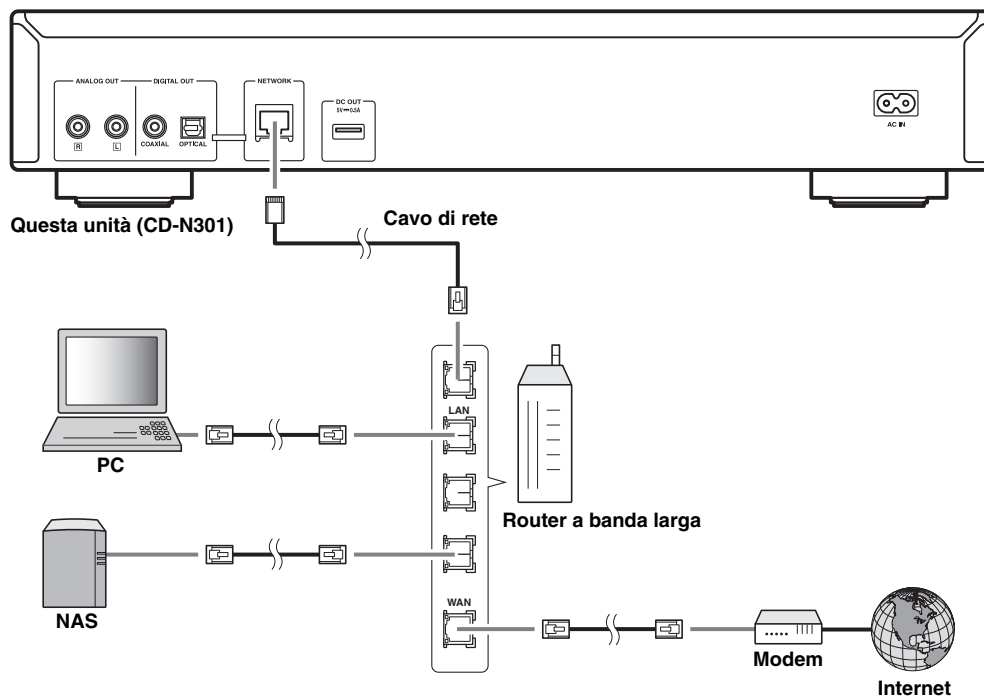 ANALOG OUT
DIGITAL OUT
NETWORK
DC OUT
5V⎓0.5A
R
L
COAXIAL
OPTICAL
AC IN
Questa unità (CD-N301)
Cavo di rete
LAN
PC
Router a banda larga
NAS
WAN
Modem
Internet